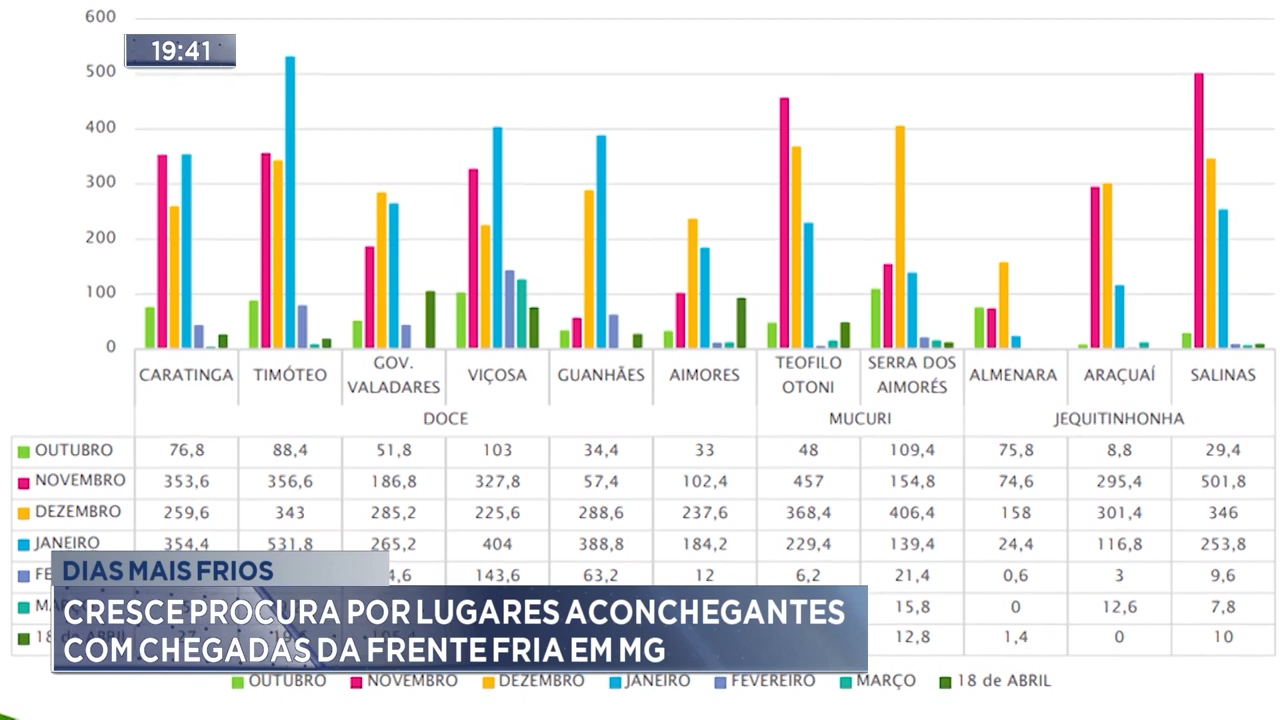 600
19:41
500
400
300
200
100
0
CARATINGA TIMÓTEO GOV. VALADARES VIÇOSA GUANHÃES AIMORES TEOFILO OTONI SERRA DOS AIMORÉS ALMENARA ARAÇUAÍ SALINAS
DOCE MUCURI JEQUITINHONHA
OUTUBRO 76,8 88,4 51,8 103 34,4 33 48 109,4 75,8 8,8 29,4
NOVEMBRO 353,6 356,6 186,8 327,8 57,4 102,4 457 154,8 74,6 295,4 501,8
DEZEMBRO 259,6 343 285,2 225,6 288,6 237,6 368,4 406,4 158 301,4 346
JANEIRO 354,4 531,8 265,2 404 388,8 184,2 229,4 139,4 24,4 116,8 253,8
143,6 63,2 12 6,2 21,4 0,6 3 9,6
15,8 0 12,6 7,8
12,8 1,4 0 10
DIAS MAIS FRIOS
CRESCE PROCURA POR LUGARES ACONCHEGANTES
COM CHEGADAS DA FRENTE FRIA EM MG
OUTUBRO NOVEMBRO DEZEMBRO JANEIRO FEVEREIRO MARÇO 18 de ABRIL